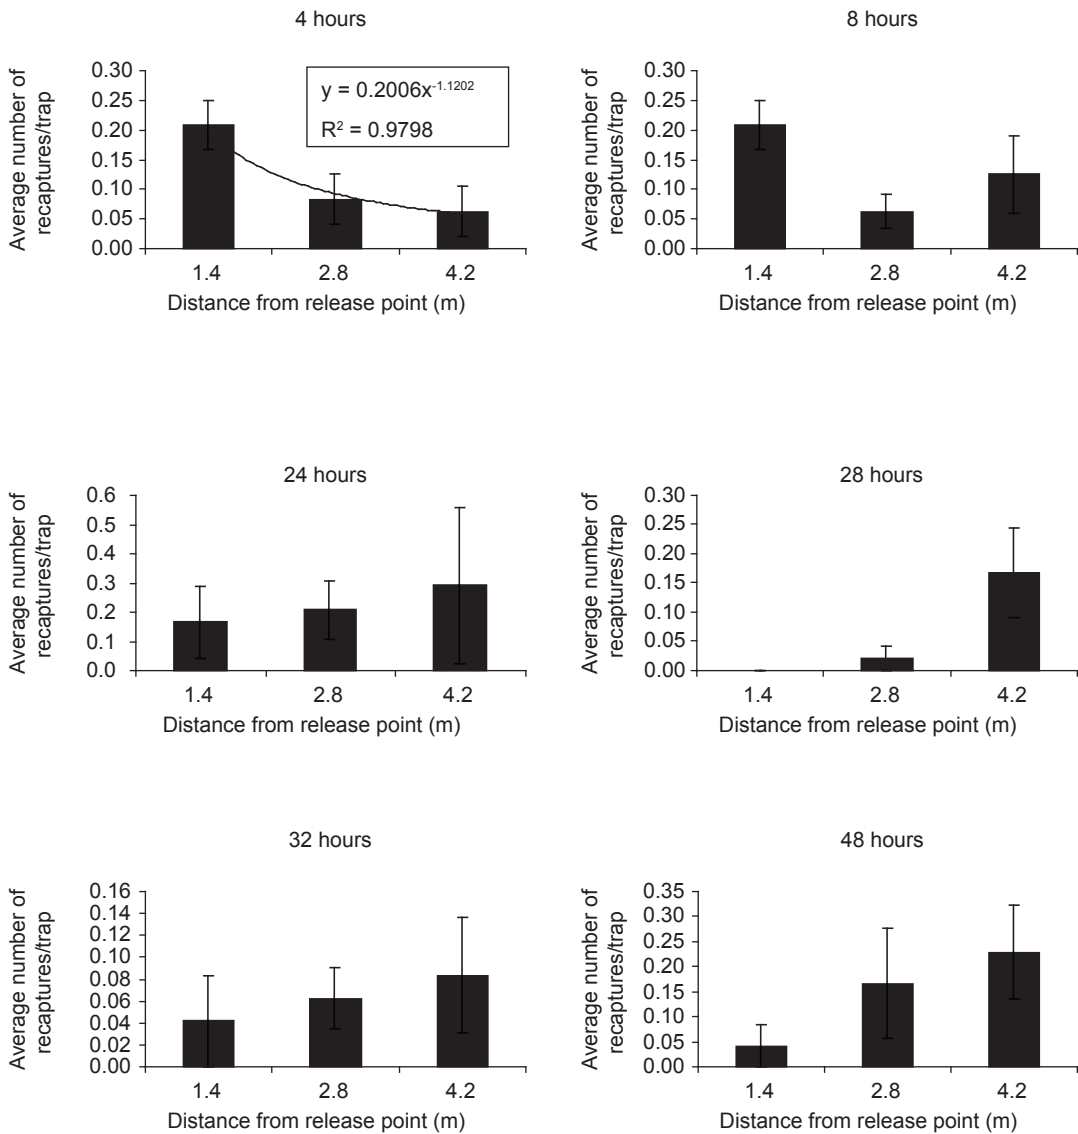 4 hours
Average number of
recaptures/trap
0.30
0.25
0.20
0.15
0.10
0.05
0.00
y = 0.2006x^-1.1202
R² = 0.9798
1.4 2.8 4.2
Distance from release point (m)
8 hours
Average number of
recaptures/trap
0.30
0.25
0.20
0.15
0.10
0.05
0.00
1.4 2.8 4.2
Distance from release point (m)
24 hours
Average number of
recaptures/trap
0.6
0.5
0.4
0.3
0.2
0.1
0.0
1.4 2.8 4.2
Distance from release point (m)
28 hours
Average number of
recaptures/trap
0.30
0.25
0.20
0.15
0.10
0.05
0.00
1.4 2.8 4.2
Distance from release point (m)
32 hours
Average number of
recaptures/trap
0.16
0.14
0.12
0.10
0.08
0.06
0.04
0.02
0.00
1.4 2.8 4.2
Distance from release point (m)
48 hours
Average number of
recaptures/trap
0.35
0.30
0.25
0.20
0.15
0.10
0.05
0.00
1.4 2.8 4.2
Distance from release point (m)